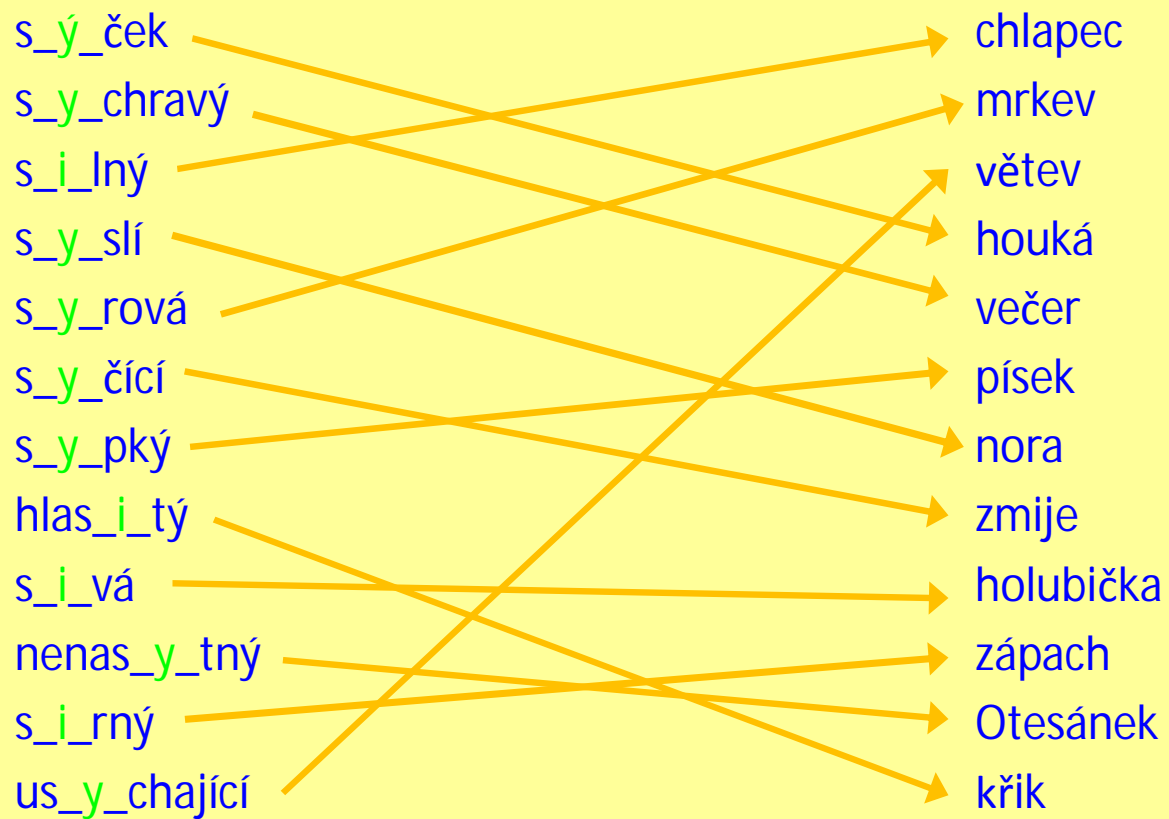 s_ý_ček chlapec
s_y_chravý mrkev
s_i_lný větev
s_y_slí houká
s_y_rová večer
s_y_čící písek
s_y_pký nora
hlas_i_tý zmije
s_i_vá holubička
nenas_y_tný zápach
s_i_rný Otesánek
us_y_chající křik